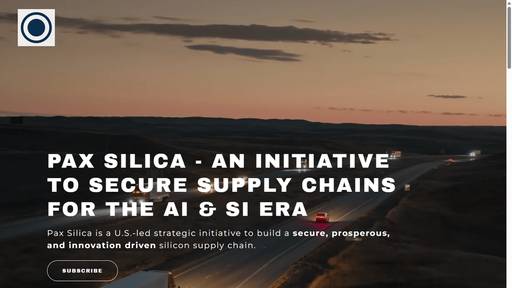 PAX SILICA - AN INITIATIVE
TO SECURE SUPPLY CHAINS
FOR THE AI & SI ERA
Pax Silica is a U.S.-led strategic initiative to build a secure, prosperous,
and innovation driven silicon supply chain.
SUBSCRIBE